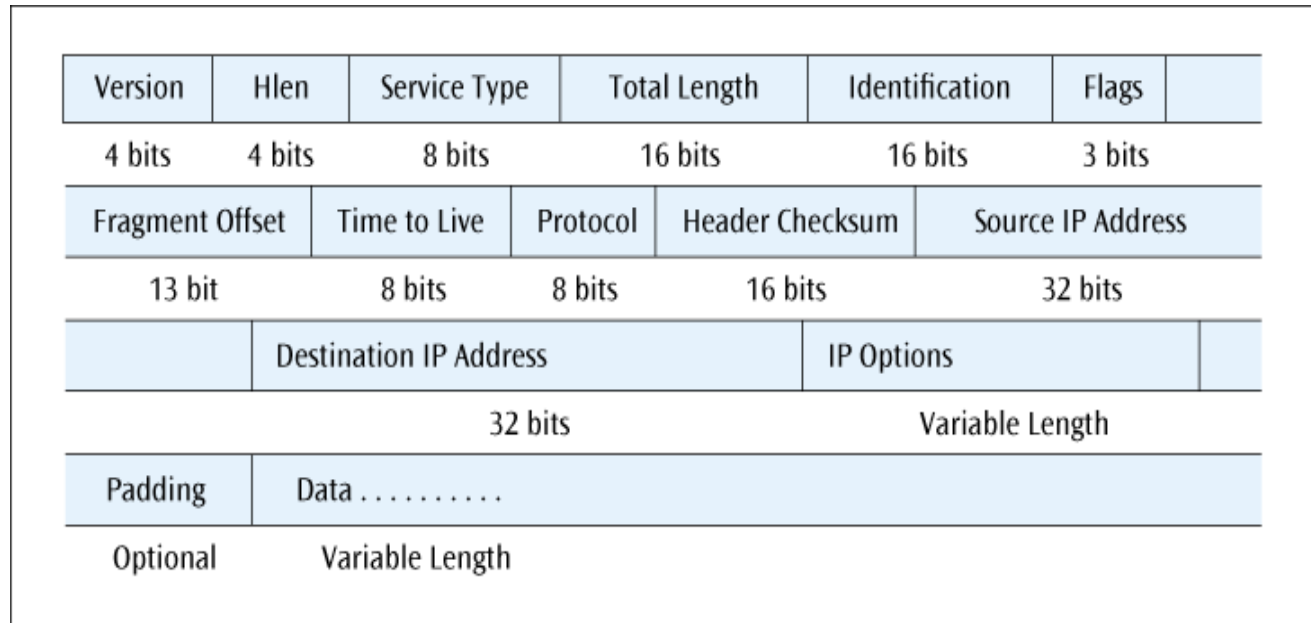 Version Hlen Service Type Total Length Identification Flags
4 bits 4 bits 8 bits 16 bits 16 bits 3 bits
Fragment Offset Time to Live Protocol Header Checksum Source IP Address
13 bit 8 bits 8 bits 16 bits 32 bits
Destination IP Address IP Options
32 bits Variable Length
Padding Data . . . . . . . . . .
Optional Variable Length